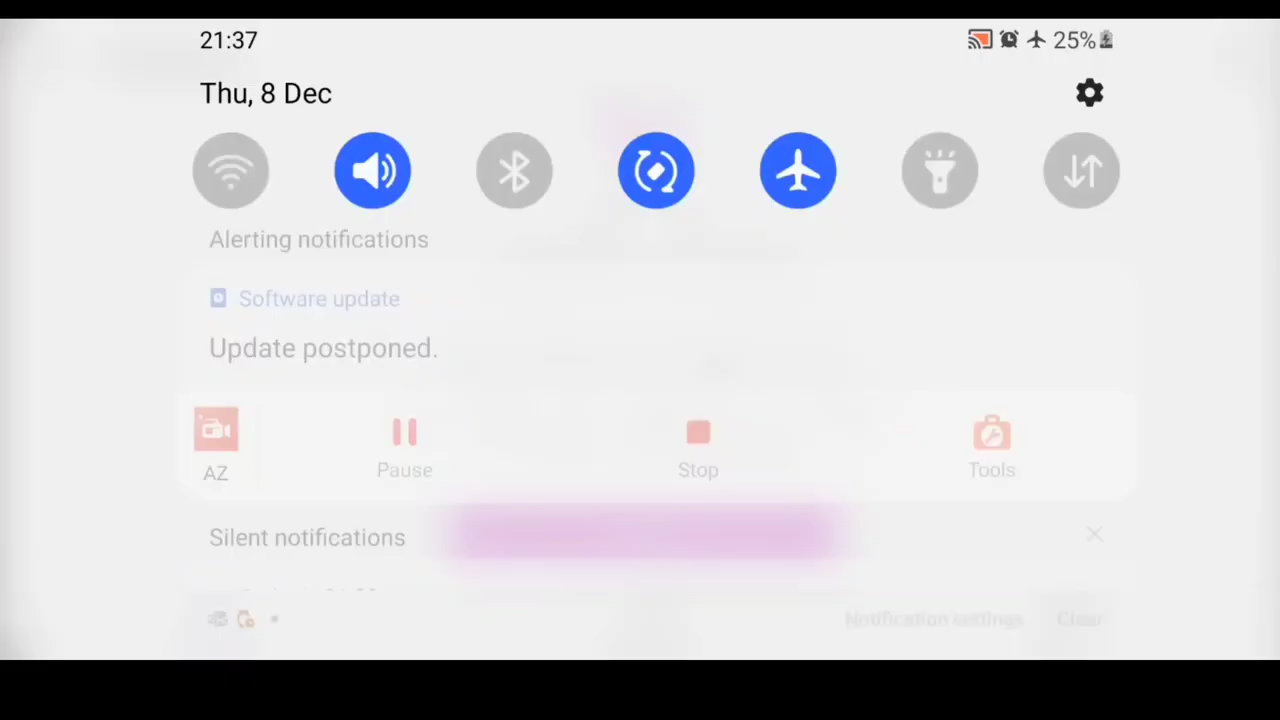 21:37
25%
Thu, 8 Dec
Alerting notifications
Software update
Update postponed.
AZ
Pause
Stop
Tools
Silent notifications
Notification settings
Clear